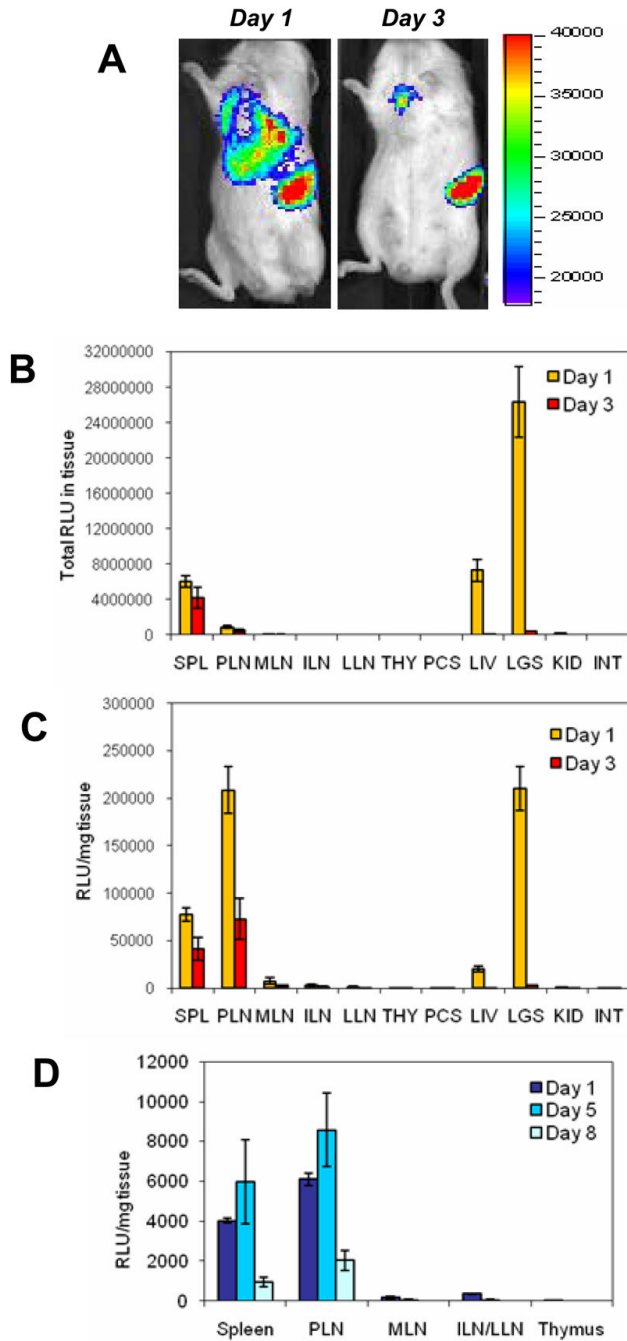 Day 1 Day 3
A
40000
35000
30000
25000
20000
B
32000000
28000000
24000000
20000000
16000000
12000000
8000000
4000000
0
Total RLU in tissue
Day 1
Day 3
SPL PLN MLN ILN LLN THY PCS LIV LGS KID INT
C
300000
250000
200000
150000
100000
50000
0
RLU/mg tissue
Day 1
Day 3
SPL PLN MLN ILN LLN THY PCS LIV LGS KID INT
D
12000
10000
8000
6000
4000
2000
0
RLU/mg tissue
Day 1
Day 5
Day 8
Spleen PLN MLN ILN/LLN Thymus